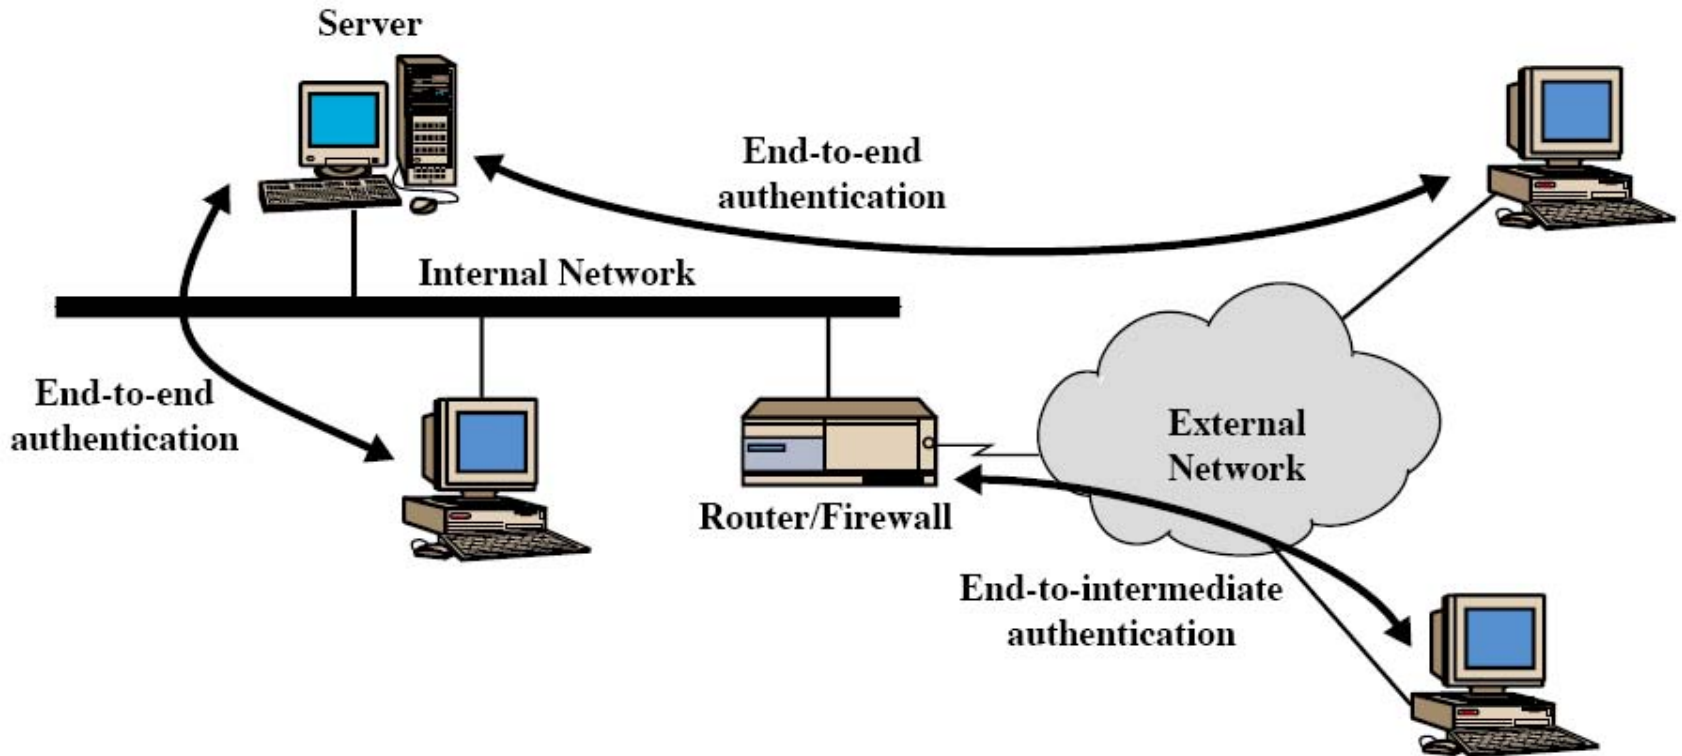 Server
End-to-end
authentication
Internal Network
End-to-end
authentication
External
Network
Router/Firewall
End-to-intermediate
authentication